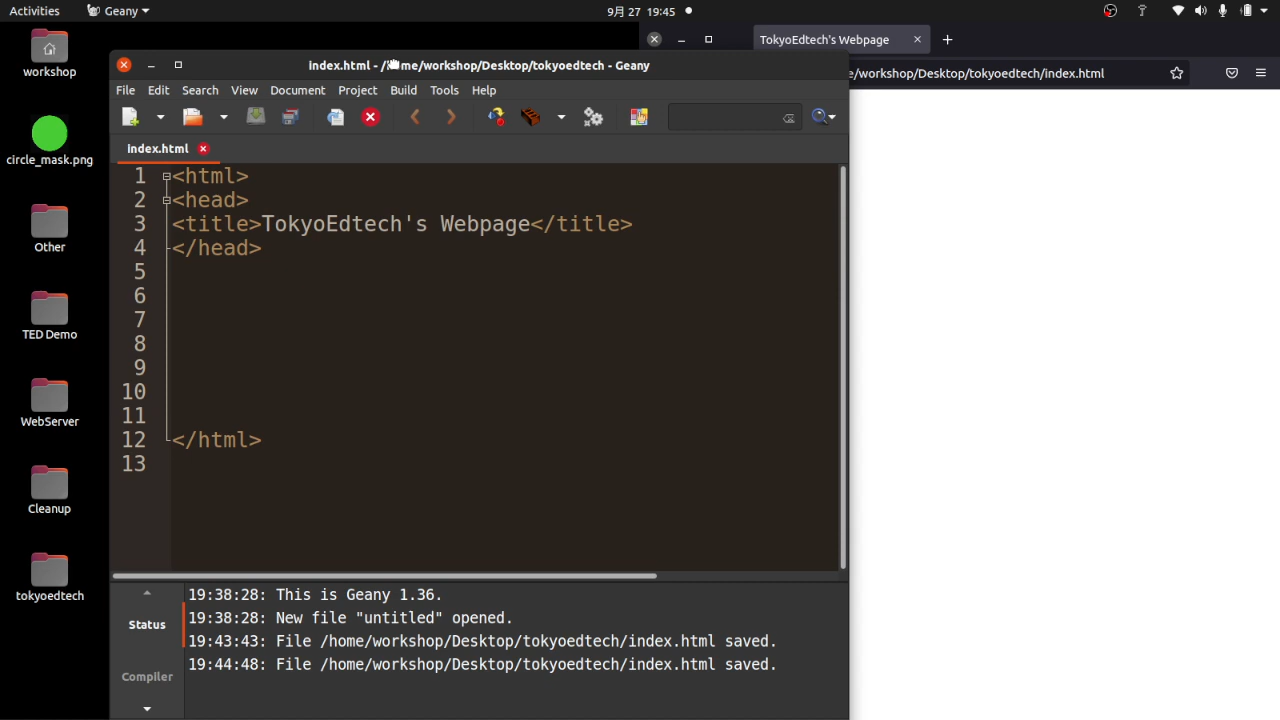 Activities
Geany
9月 27 19:45
TokyoEdtech's Webpage
index.html - /home/workshop/Desktop/tokyoedtech - Geany
e/workshop/Desktop/tokyoedtech/index.html
File Edit Search View Document Project Build Tools Help
index.html
1 <html>
2 <head>
3 <title>TokyoEdtech's Webpage</title>
4 </head>
5
6
7
8
9
10
11
12 </html>
13
Status
Compiler
19:38:28: This is Geany 1.36.
19:38:28: New file "untitled" opened.
19:43:43: File /home/workshop/Desktop/tokyoedtech/index.html saved.
19:44:48: File /home/workshop/Desktop/tokyoedtech/index.html saved.
workshop
circle_mask.png
Other
TED Demo
WebServer
Cleanup
tokyoedtech